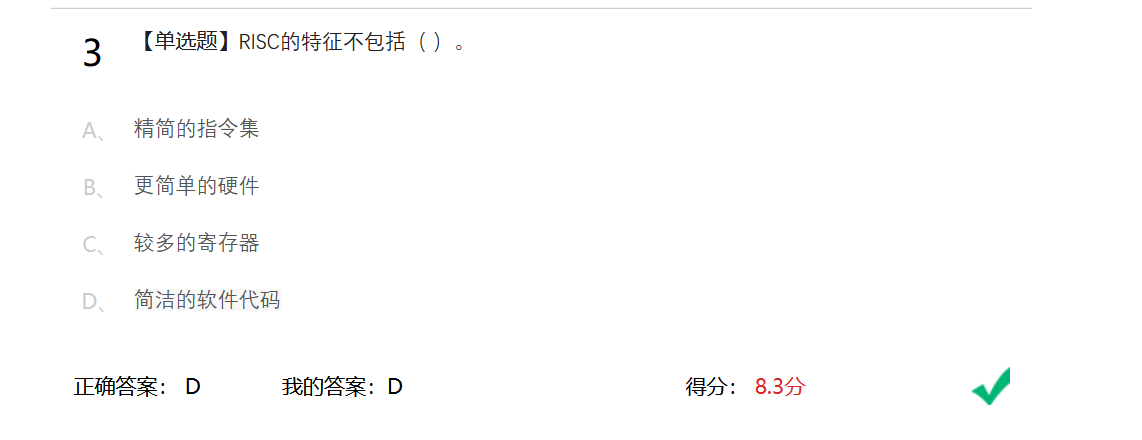 3 【单选题】RISC的特征不包括（ ）。
A、 精简的指令集
B、 更简单的硬件
C、 较多的寄存器
D、 简洁的软件代码
正确答案： D 我的答案：D 得分： 8.3分